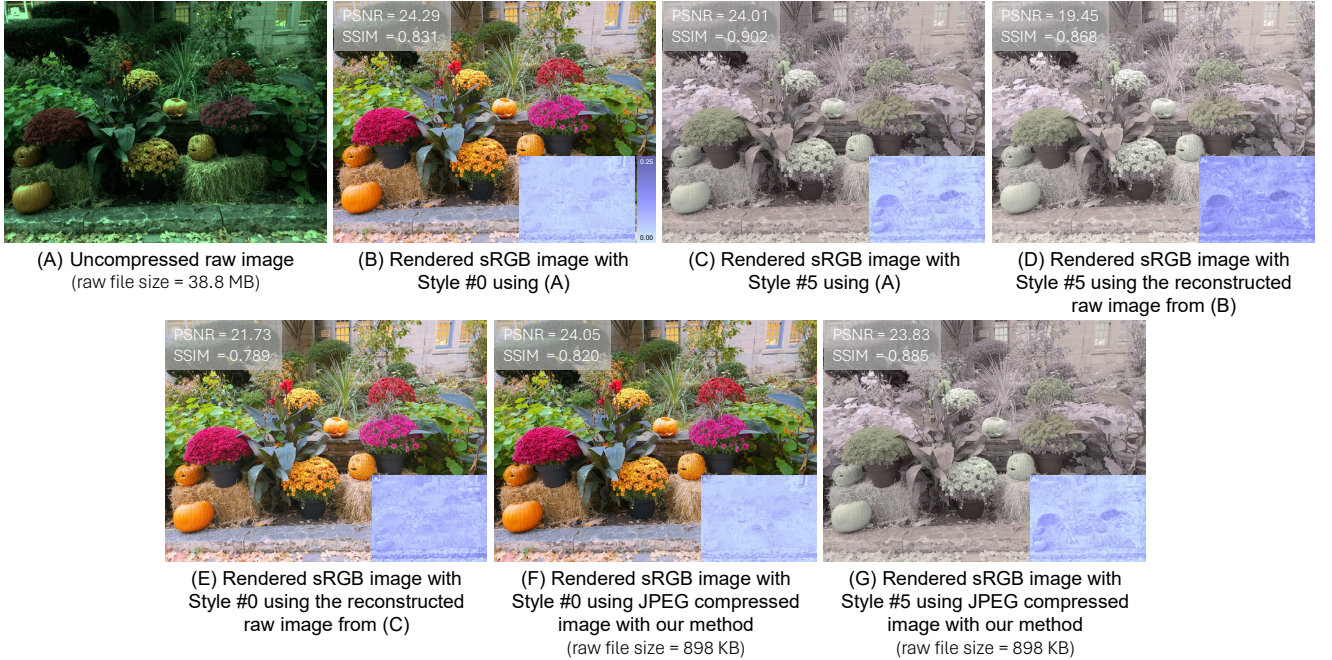 PSNR = 24.29
SSIM = 0.831
PSNR = 24.01
SSIM = 0.902
PSNR = 19.45
SSIM = 0.868
0.25
0.00
(A) Uncompressed raw image
(raw file size = 38.8 MB)
(B) Rendered sRGB image with
Style #0 using (A)
(C) Rendered sRGB image with
Style #5 using (A)
(D) Rendered sRGB image with
Style #5 using the reconstructed
raw image from (B)
PSNR = 21.73
SSIM = 0.789
PSNR = 24.05
SSIM = 0.820
PSNR = 23.83
SSIM = 0.885
(E) Rendered sRGB image with
Style #0 using the reconstructed
raw image from (C)
(F) Rendered sRGB image with
Style #0 using JPEG compressed
image with our method
(raw file size = 898 KB)
(G) Rendered sRGB image with
Style #5 using JPEG compressed
image with our method
(raw file size = 898 KB)